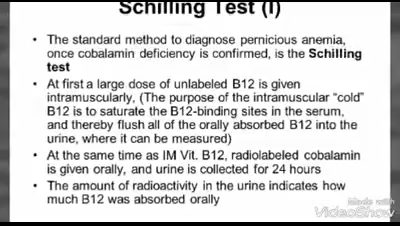 Schilling Test (I)
• The standard method to diagnose pernicious anemia,
once cobalamin deficiency is confirmed, is the Schilling
test
• At first a large dose of unlabeled B12 is given
intramuscularly, (The purpose of the intramuscular “cold”
B12 is to saturate the B12-binding sites in the serum,
and thereby flush all of the orally absorbed B12 into the
urine, where it can be measured)
• At the same time as IM Vit. B12, radiolabeled cobalamin
is given orally, and urine is collected for 24 hours
• The amount of radioactivity in the urine indicates how
much B12 was absorbed orally
Made with
VideoShow